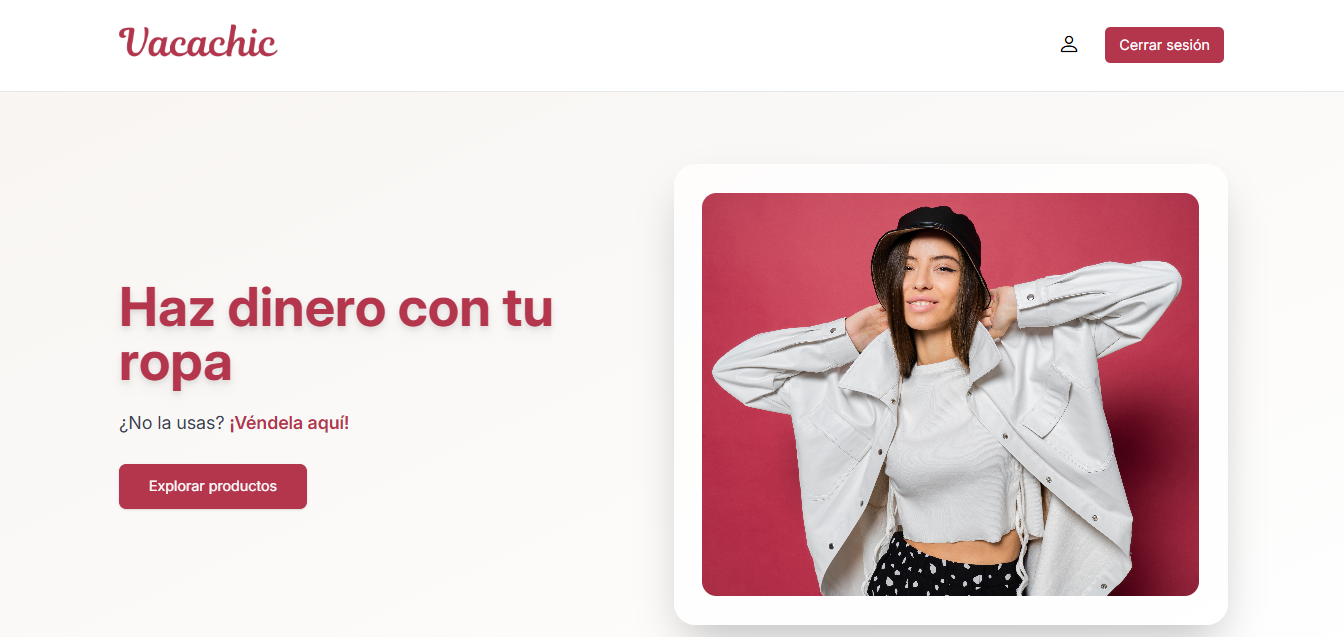 Vacachic
Cerrar sesión
Haz dinero con tu
ropa
¿No la usas? ¡Véndela aquí!
Explorar productos